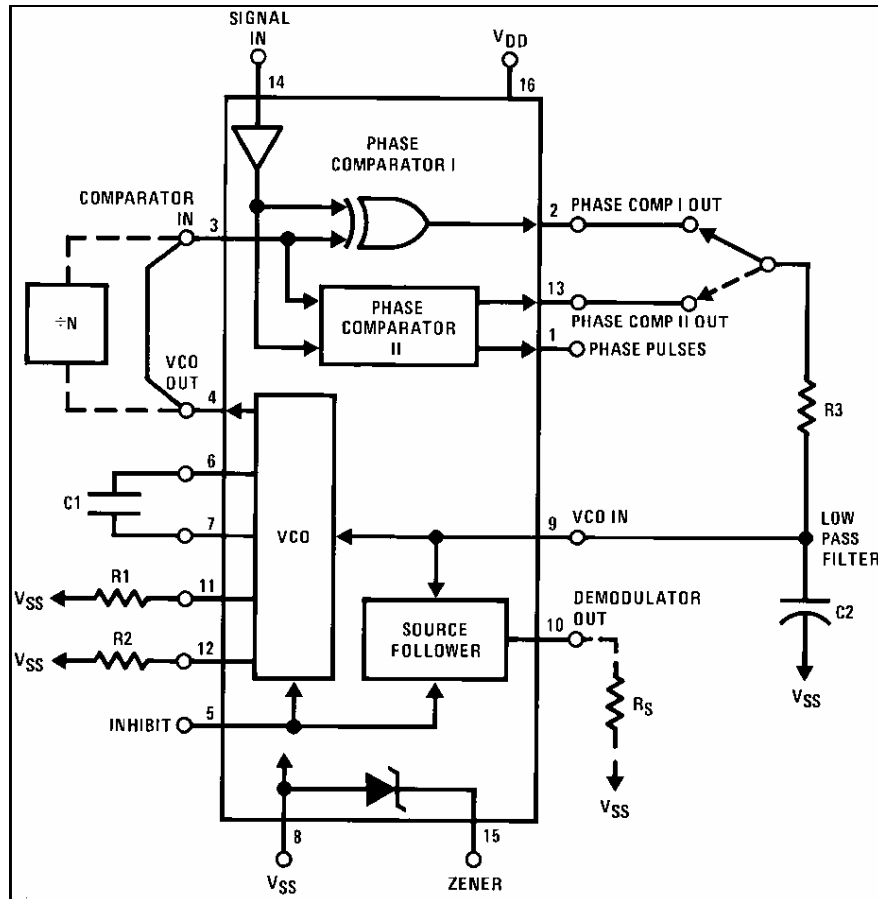 SIGNAL
IN
VDD
14
16
PHASE
COMPARATOR I
COMPARATOR
IN
3
2
PHASE COMP I OUT
÷N
PHASE
COMPARATOR
II
13
PHASE COMP II OUT
1
PHASE PULSES
VCO
OUT
4
R3
6
C1
7
VCO
9
VCO IN
LOW
PASS
FILTER
VSS
R1
11
DEMODULATOR
OUT
10
C2
VSS
R2
12
SOURCE
FOLLOWER
VSS
RS
INHIBIT
5
VSS
8
15
VSS
ZENER